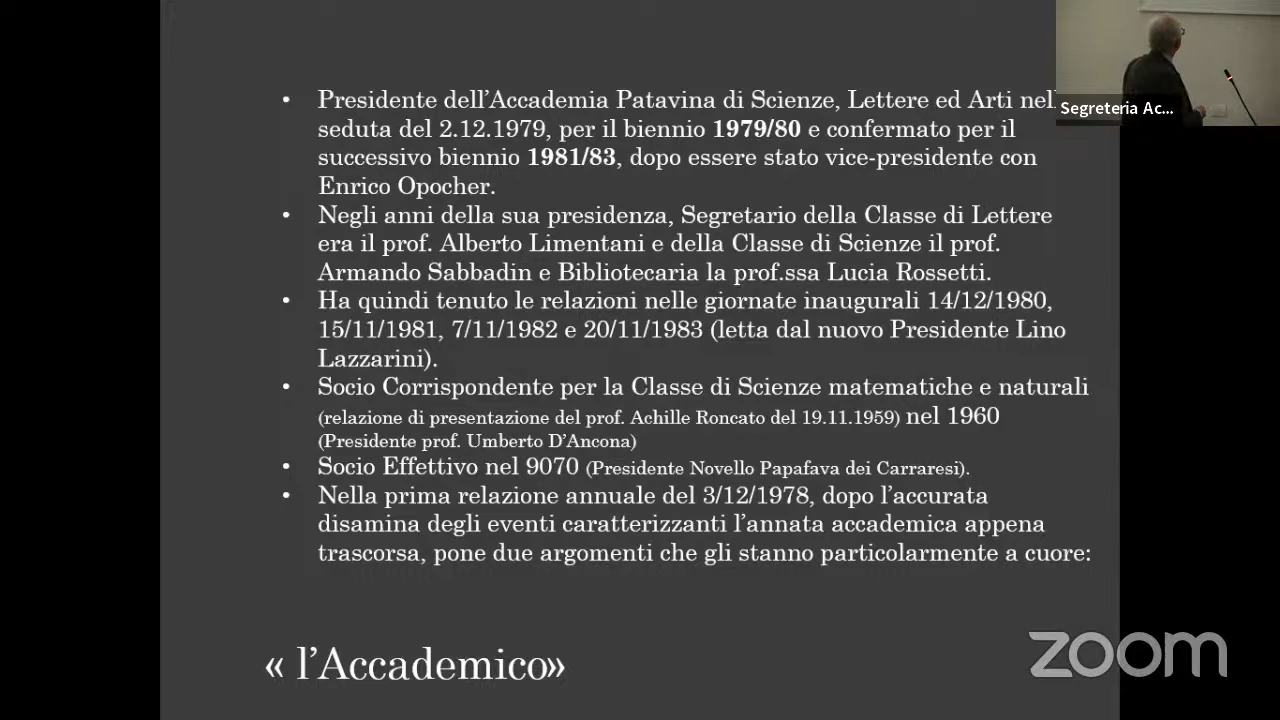 • Presidente dell’Accademia Patavina di Scienze, Lettere ed Arti nell
seduta del 2.12.1979, per il biennio 1979/80 e confermato per il
successivo biennio 1981/83, dopo essere stato vice-presidente con
Enrico Opocher.
• Negli anni della sua presidenza, Segretario della Classe di Lettere
era il prof. Alberto Limentani e della Classe di Scienze il prof.
Armando Sabbadin e Bibliotecaria la prof.ssa Lucia Rossetti.
• Ha quindi tenuto le relazioni nelle giornate inaugurali 14/12/1980,
15/11/1981, 7/11/1982 e 20/11/1983 (letta dal nuovo Presidente Lino
Lazzarini).
• Socio Corrispondente per la Classe di Scienze matematiche e naturali
(relazione di presentazione del prof. Achille Roncato del 19.11.1959) nel 1960
(Presidente prof. Umberto D’Ancona)
• Socio Effettivo nel 9070 (Presidente Novello Papafava dei Carraresi).
• Nella prima relazione annuale del 3/12/1978, dopo l’accurata
disamina degli eventi caratterizzanti l’annata accademica appena
trascorsa, pone due argomenti che gli stanno particolarmente a cuore:
« l’Accademico»
Segreteria Ac...
zoom